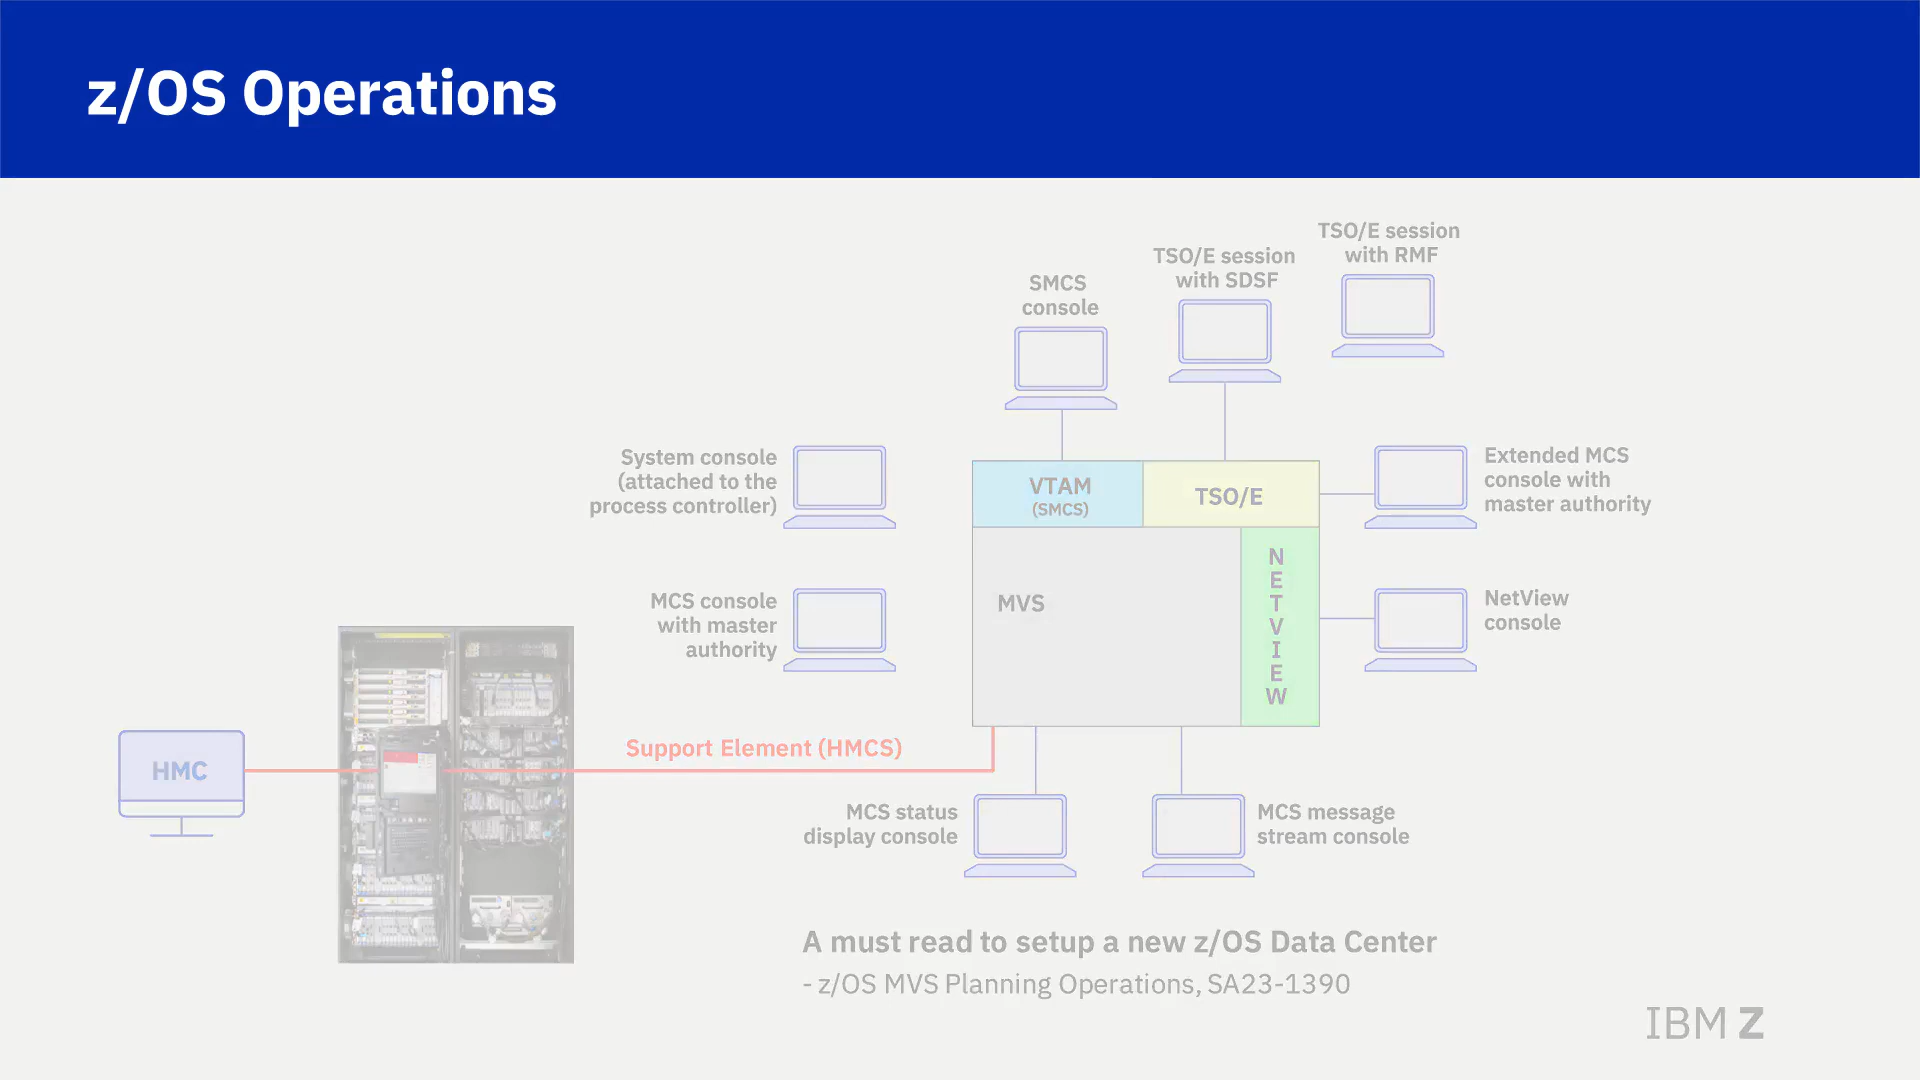 z/OS Operations
TSO/E session
with RMF
TSO/E session
with SDSF
SMCS
console
System console
(attached to the
process controller)
VTAM
(SMCS)
TSO/E
Extended MCS
console with
master authority
MCS console
with master
authority
MVS
N
E
T
V
I
E
W
NetView
console
HMC
Support Element (HMCS)
MCS status
display console
MCS message
stream console
A must read to setup a new z/OS Data Center
- z/OS MVS Planning Operations, SA23-1390
IBM Z